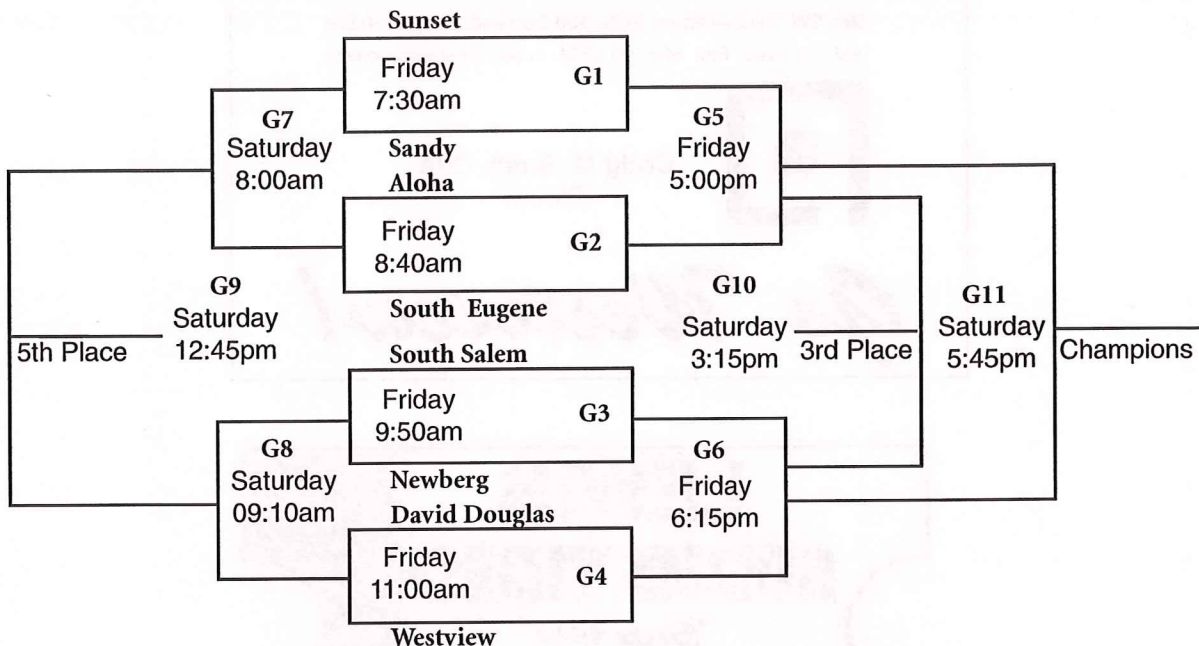 Sunset
Friday
7:30am
G1
Sandy
G7
Saturday
8:00am
G5
Friday
5:00pm
Aloha
Friday
8:40am
G2
South Eugene
G9
Saturday
12:45pm
5th Place
G10
Saturday
3:15pm
3rd Place
G11
Saturday
5:45pm
Champions
South Salem
Friday
9:50am
G3
Newberg
G8
Saturday
09:10am
G6
Friday
6:15pm
David Douglas
Friday
11:00am
G4
Westview